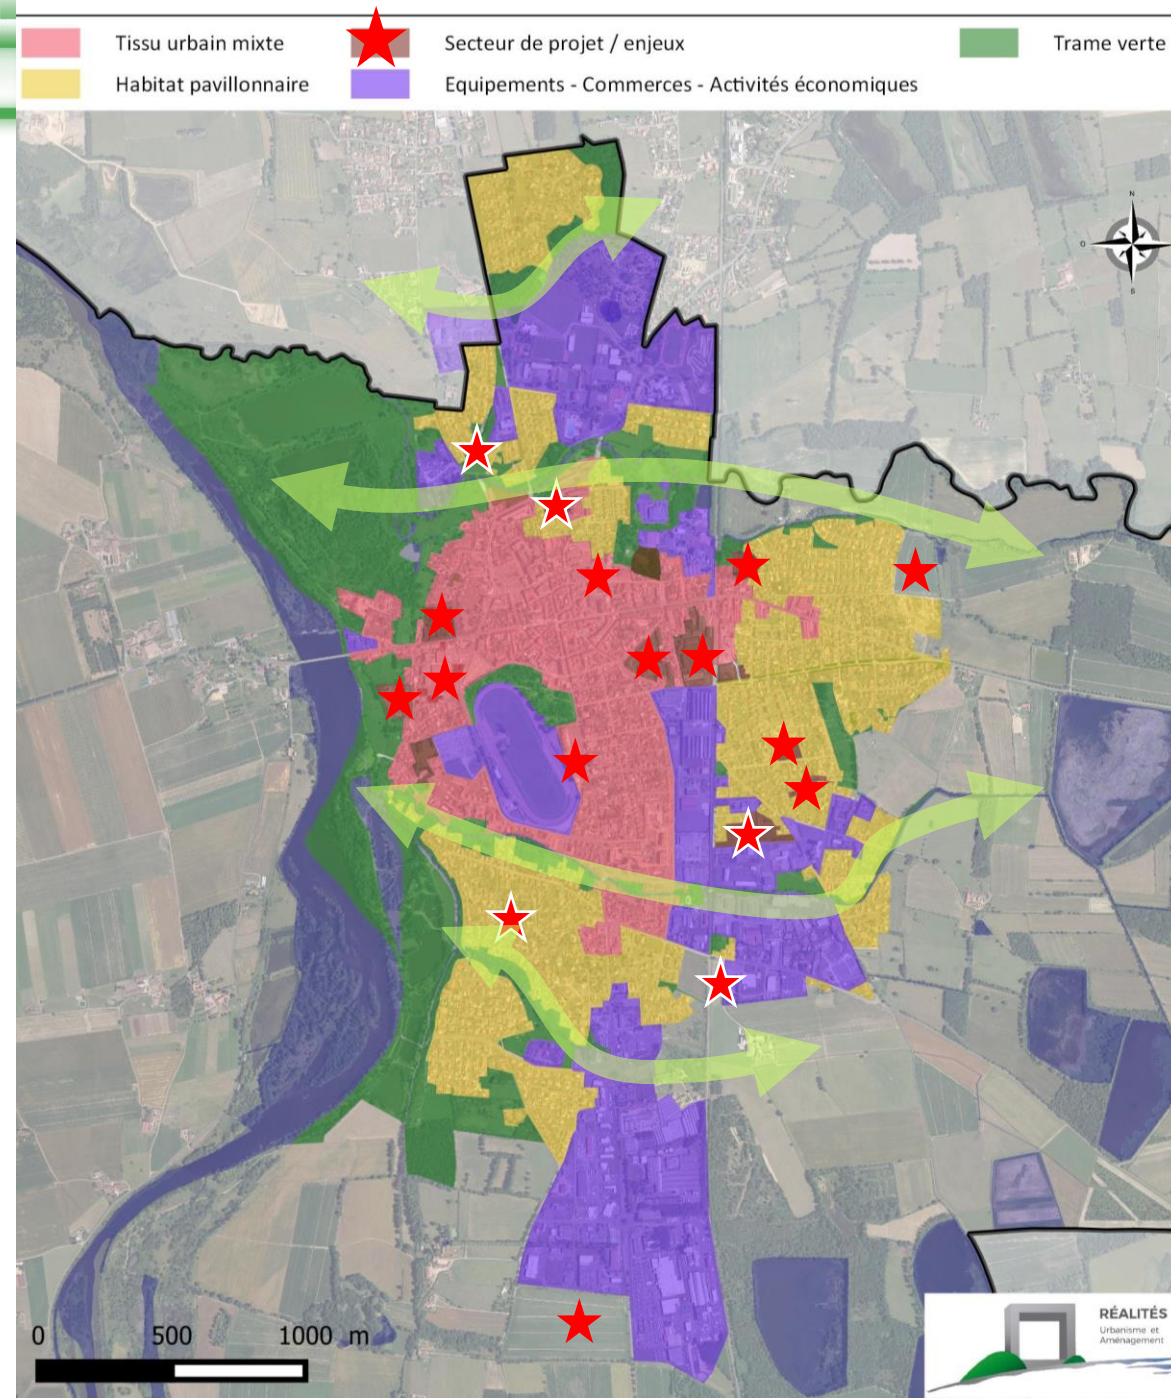 Tissu urbain mixte
Secteur de projet / enjeux
Trame verte
Habitat pavillonnaire
Equipements - Commerces - Activités économiques
N
O
S
0 500 1000 m
RÉALITÉS
Urbanisme et
Aménagement